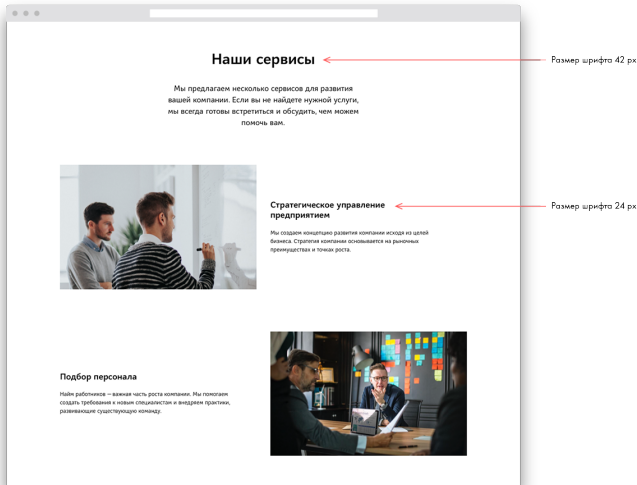 Наши сервисы
Размер шрифта 42 px
Мы предлагаем несколько сервисов для развития
вашей компании. Если вы не найдете нужной услуги,
мы всегда готовы встретиться и обсудить, чем можем
помочь вам.
Стратегическое управление
предприятием
Размер шрифта 24 px
Мы создаем концепцию развития компании исходя из целей
бизнеса. Стратегия компании основывается на рыночных
преимуществах и точках роста.
Подбор персонала
Найм работников — важная часть роста компании. Мы помогаем
создать требования к новым специалистам и внедряем практики,
развивающие существующую команду.